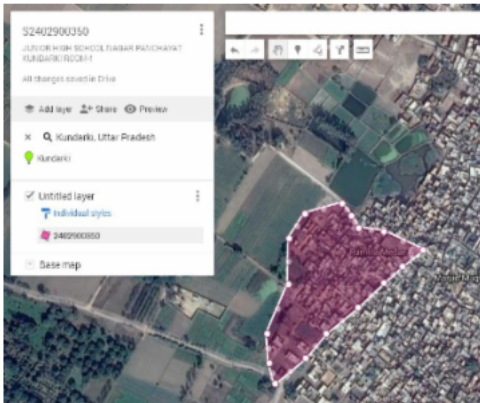 S2402900350
JUNIOR HIGH SCHOOL NAGAR PANCHAYAT
KUNDARKI ROOM-1
All changes saved in Drive
Add layer Share Preview
Kundarki, Uttar Pradesh
Kundarki
Untitled layer
Individual styles
2402900350
Base map